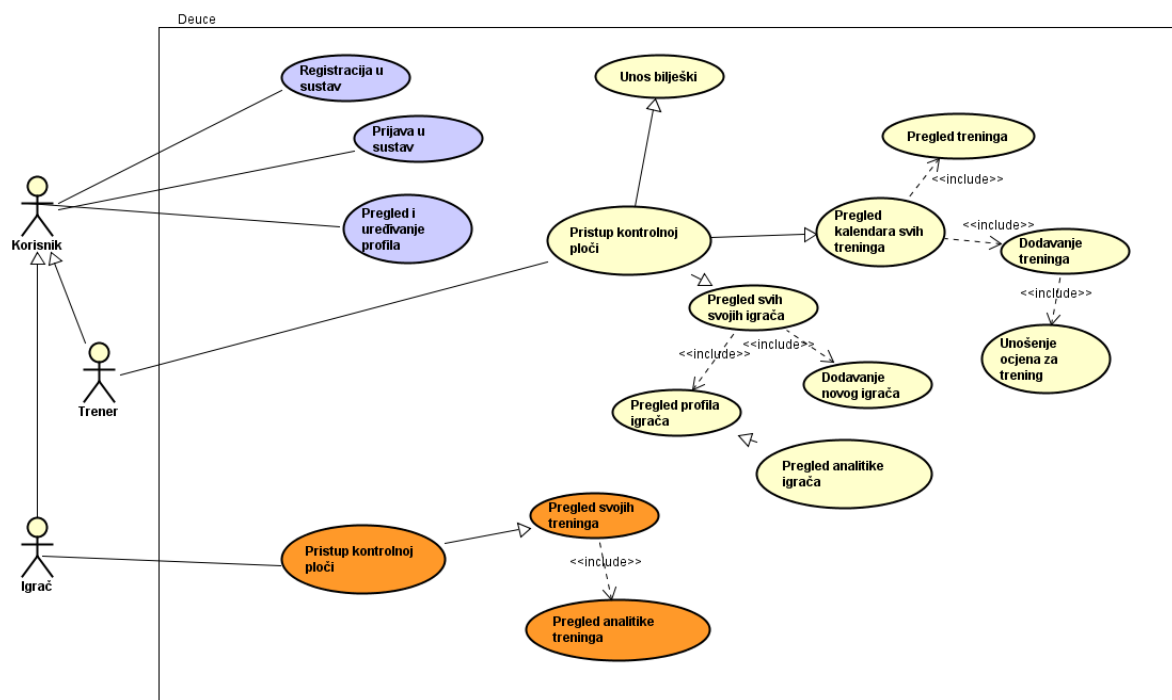 Deuce
Registracija u
sustav
Prijava u
sustav
Pregled i
uređivanje
profila
Korisnik
Trener
Igrač
Unos bilješki
Pristup kontrolnoj
ploči
Pregled
kalendara svih
treninga
Pregled treninga
<<include>>
<<include>>
Dodavanje
treninga
<<include>>
Unošenje
ocjena za
trening
Pregled svih
svojih igrača
<<include>>
<<include>>
Dodavanje
novog igrača
Pregled profila
igrača
Pregled analitike
igrača
Pristup kontrolnoj
ploči
Pregled svojih
treninga
<<include>>
Pregled analitike
treninga